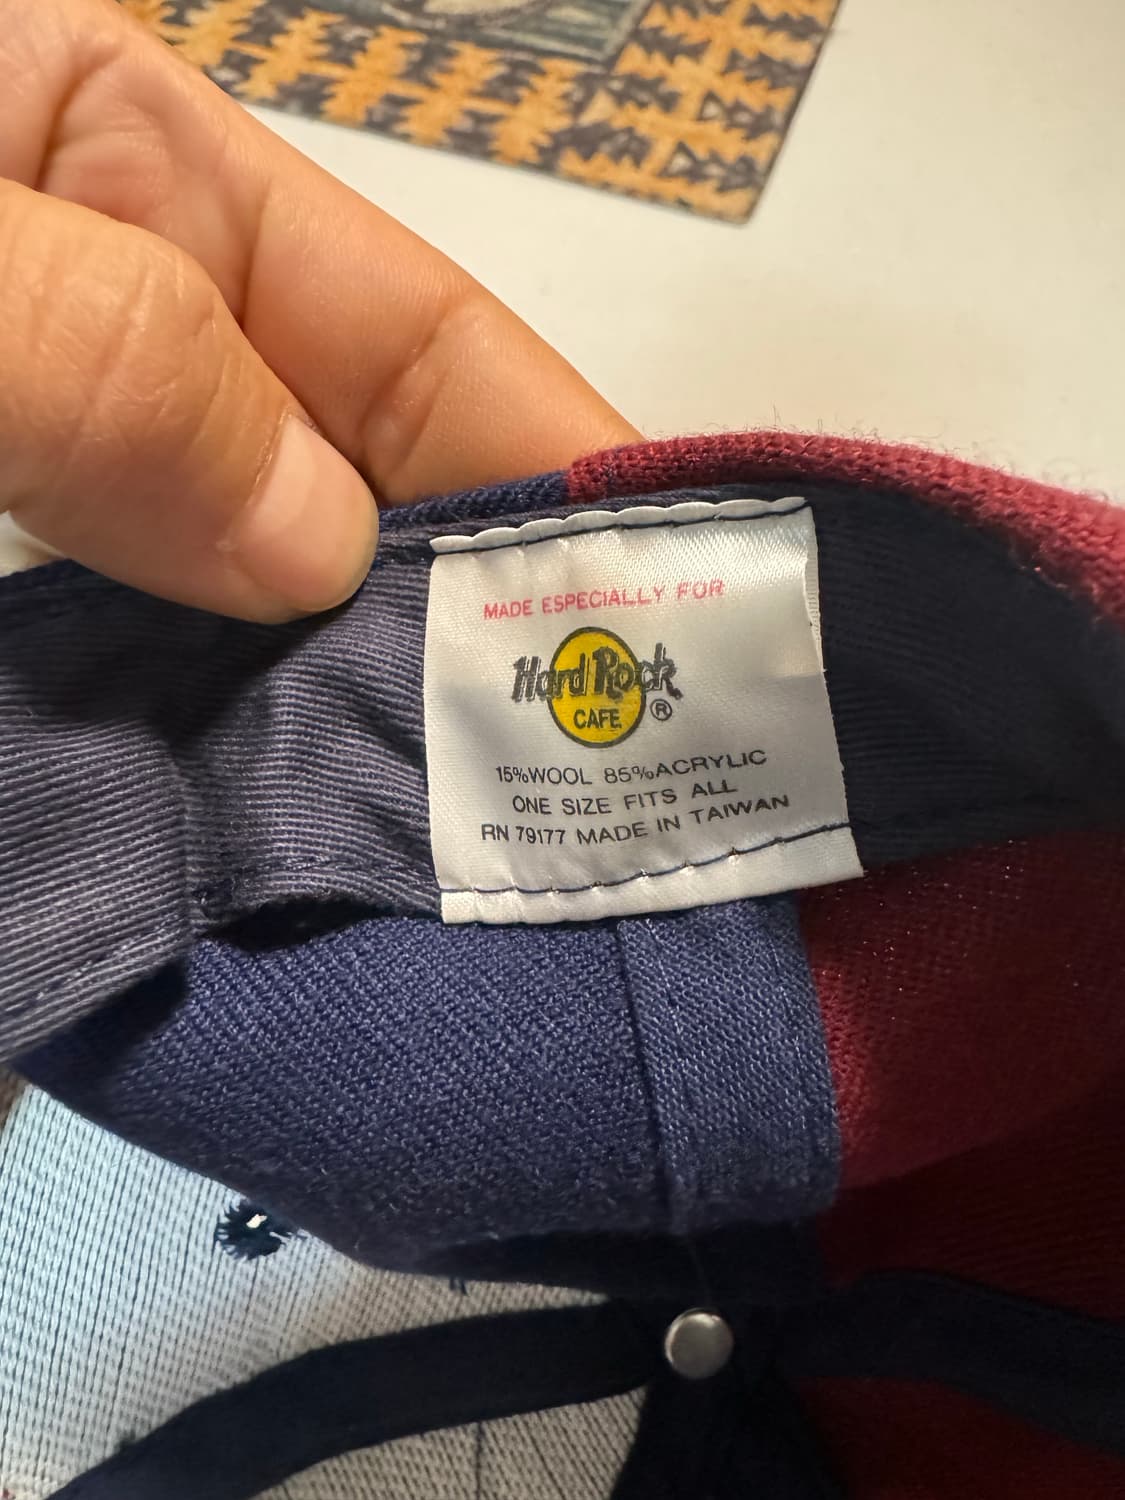 MADE ESPECIALLY FOR
Hard Rock
CAFE ®
15%WOOL 85%ACRYLIC
ONE SIZE FITS ALL
RN 79177 MADE IN TAIWAN